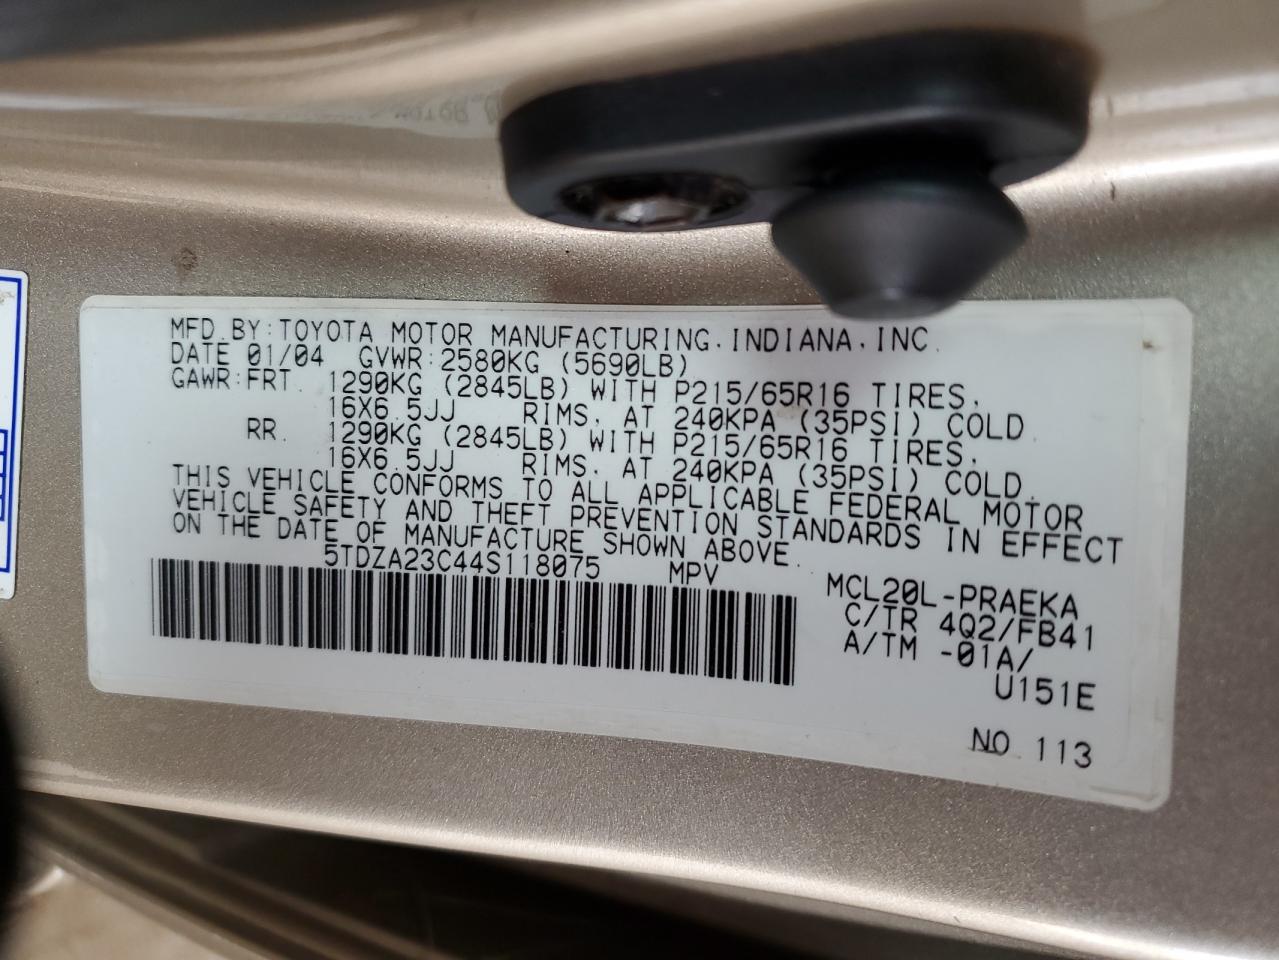 MFD. BY: TOYOTA MOTOR MANUFACTURING. INDIANA. INC.
DATE 01/04 GVWR: 2580KG (5690LB)
GAWR: FRT. 1290KG (2845LB) WITH P215/65R16 TIRES,
16X6.5JJ RIMS, AT 240KPA (35PSI) COLD.
RR. 1290KG (2845LB) WITH P215/65R16 TIRES,
16X6.5JJ RIMS, AT 240KPA (35PSI) COLD.
THIS VEHICLE CONFORMS TO ALL APPLICABLE FEDERAL MOTOR
VEHICLE SAFETY AND THEFT PREVENTION STANDARDS IN EFFECT
ON THE DATE OF MANUFACTURE SHOWN ABOVE.
5TDZA23C44S118075 MPV
MCL20L-PRAEKA
C/TR 4Q2/FB41
A/TM -01A/
U151E
NO. 113